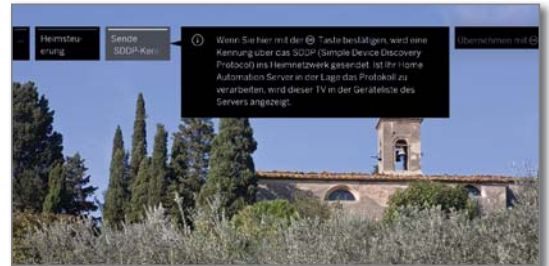 Heimsteu-
erung
Sende
SDDP-Ken
Wenn Sie hier mit der Taste bestätigen, wird eine
Kennung über das SDDP (Simple Device Discovery
Protocol) ins Heimnetzwerk gesendet. Ist Ihr Home
Automation Server in der Lage das Protokoll zu
verarbeiten, wird dieser TV in der Geräteliste des
Servers angezeigt.
Übernehmen mit